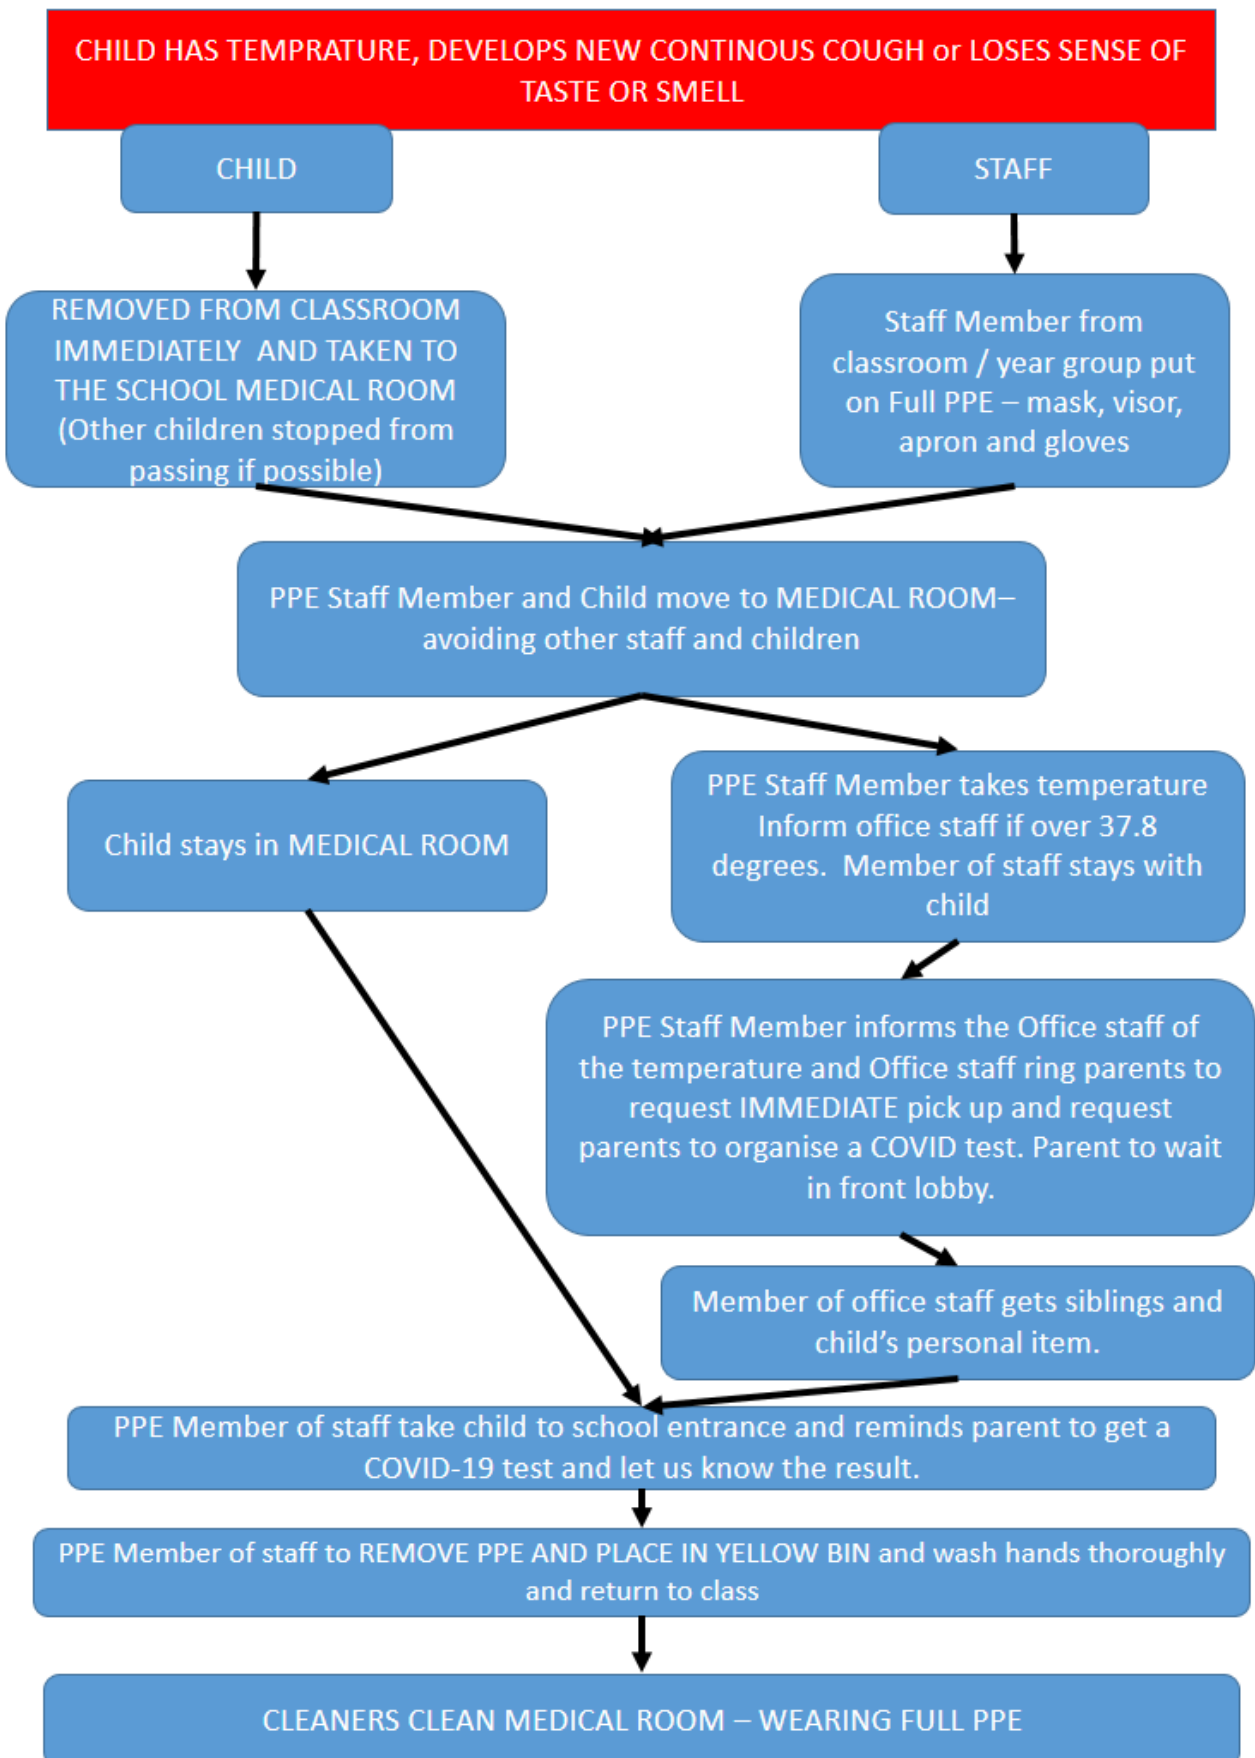 CHILD HAS TEMPRATURE, DEVELOPS NEW CONTINOUS COUGH or LOSES SENSE OF
TASTE OR SMELL
CHILD
STAFF
REMOVED FROM CLASSROOM
IMMEDIATELY AND TAKEN TO
THE SCHOOL MEDICAL ROOM
(Other children stopped from
passing if possible)
Staff Member from
classroom / year group put
on Full PPE – mask, visor,
apron and gloves
PPE Staff Member and Child move to MEDICAL ROOM–
avoiding other staff and children
Child stays in MEDICAL ROOM
PPE Staff Member takes temperature
Inform office staff if over 37.8
degrees. Member of staff stays with
child
PPE Staff Member informs the Office staff of
the temperature and Office staff ring parents to
request IMMEDIATE pick up and request
parents to organise a COVID test. Parent to wait
in front lobby.
Member of office staff gets siblings and
child’s personal item.
PPE Member of staff take child to school entrance and reminds parent to get a
COVID-19 test and let us know the result.
PPE Member of staff to REMOVE PPE AND PLACE IN YELLOW BIN and wash hands thoroughly
and return to class
CLEANERS CLEAN MEDICAL ROOM – WEARING FULL PPE